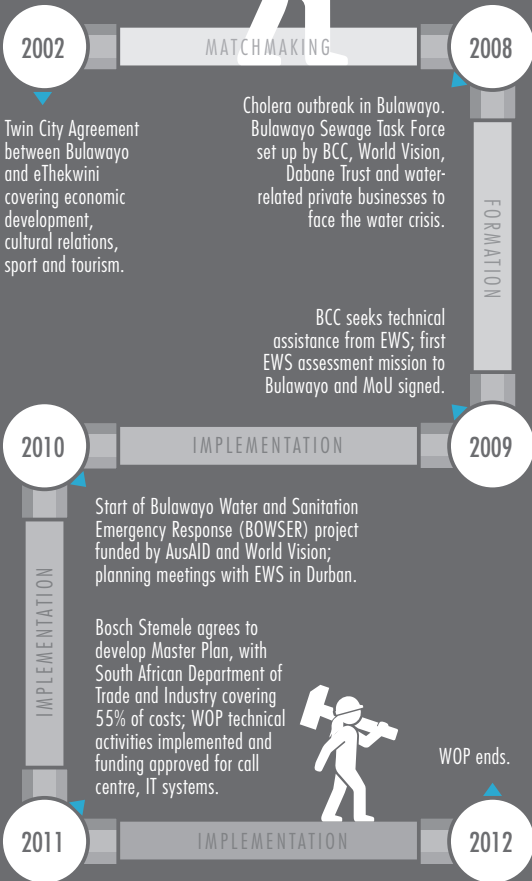 2002
MATCHMAKING
2008
Twin City Agreement
between Bulawayo
and eThekwini
covering economic
development,
cultural relations,
sport and tourism.
Cholera outbreak in Bulawayo.
Bulawayo Sewage Task Force
set up by BCC, World Vision,
Dabane Trust and water-
related private businesses to
face the water crisis.
FORMATION
BCC seeks technical
assistance from EWS; first
EWS assessment mission to
Bulawayo and MoU signed.
2010
IMPLEMENTATION
2009
Start of Bulawayo Water and Sanitation
Emergency Response (BOWSER) project
funded by AusAID and World Vision;
planning meetings with EWS in Durban.
IMPLEMENTATION
Bosch Stemele agrees to
develop Master Plan, with
South African Department of
Trade and Industry covering
55% of costs; WOP technical
activities implemented and
funding approved for call
centre, IT systems.
WOP ends.
2011
IMPLEMENTATION
2012